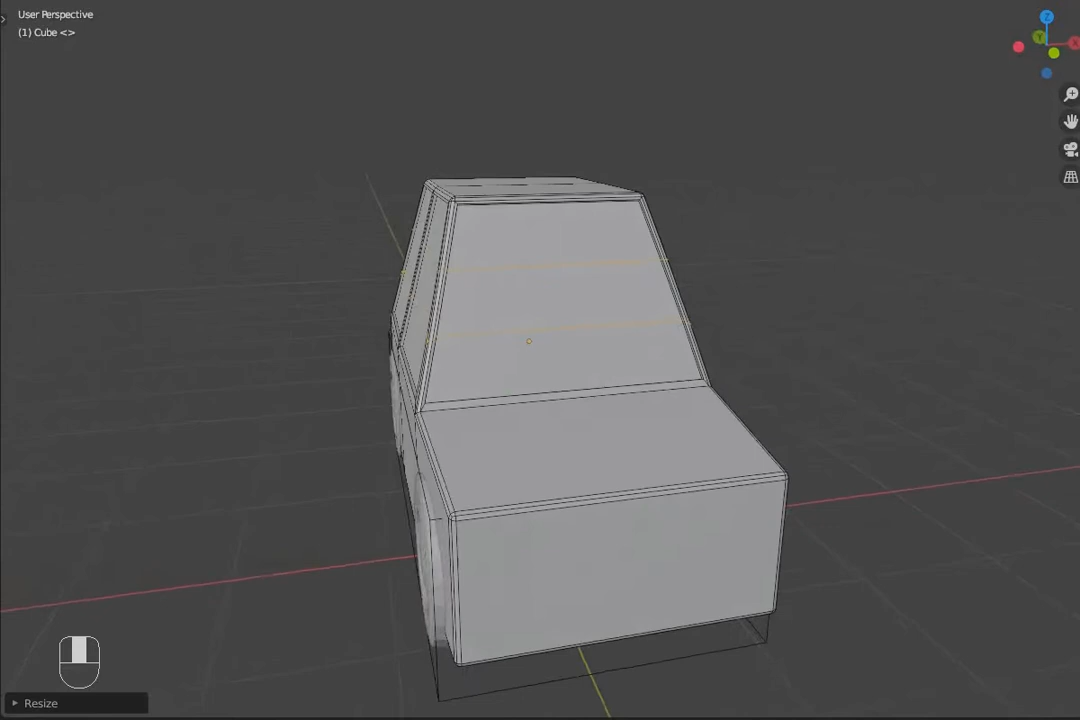 User Perspective
(1) Cube <>
Z
Y
X
Resize